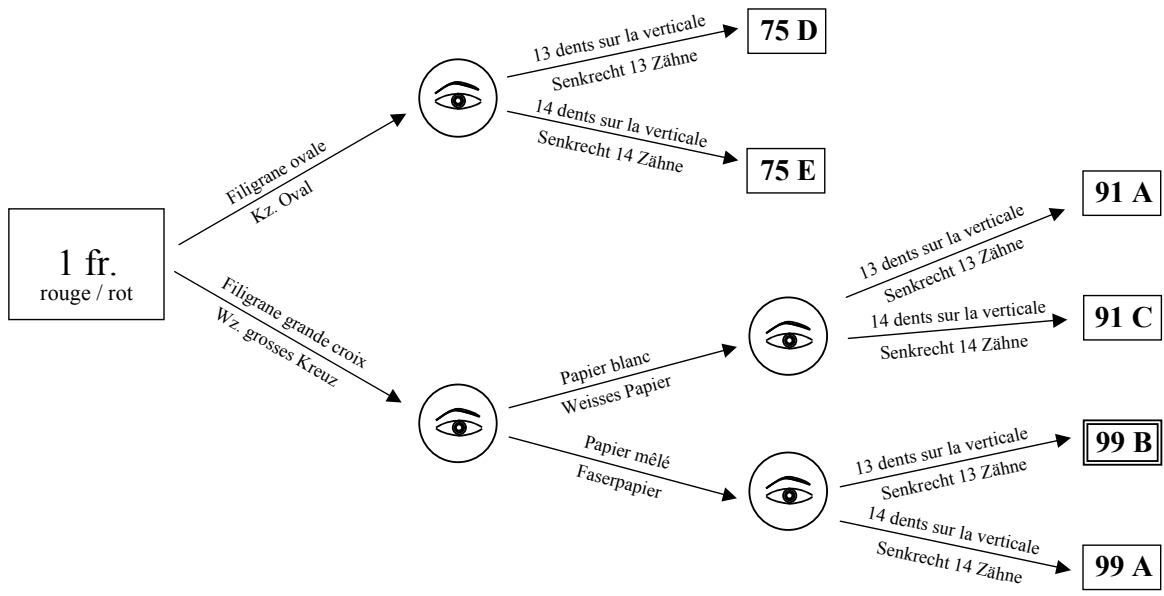 1 fr.
rouge / rot
Filigrane ovale
Kz. Oval
13 dents sur la verticale
Senkrecht 13 Zähne
75 D
14 dents sur la verticale
Senkrecht 14 Zähne
75 E
Filigrane grande croix
Wz. grosses Kreuz
Papier blanc
Weisses Papier
13 dents sur la verticale
Senkrecht 13 Zähne
91 A
14 dents sur la verticale
Senkrecht 14 Zähne
91 C
Papier mêlé
Faserpapier
13 dents sur la verticale
Senkrecht 13 Zähne
99 B
14 dents sur la verticale
Senkrecht 14 Zähne
99 A